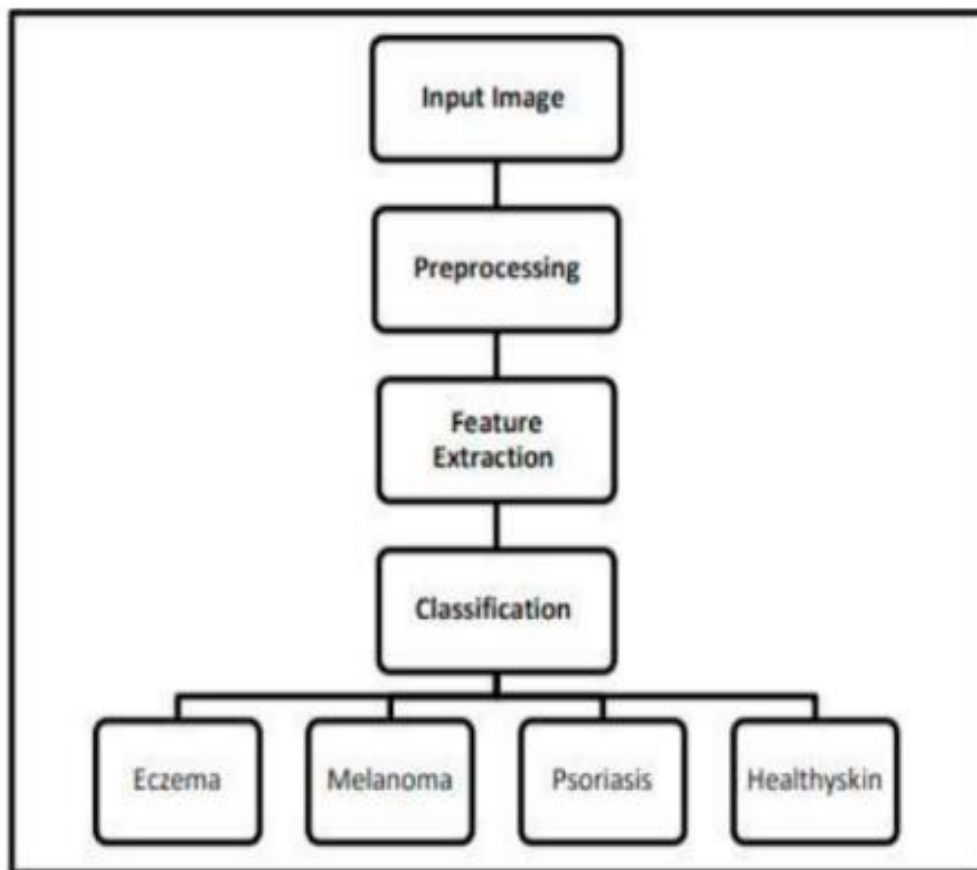 Input Image
Preprocessing
Feature
Extraction
Classification
Eczema
Melanoma
Psoriasis
Healthyskin